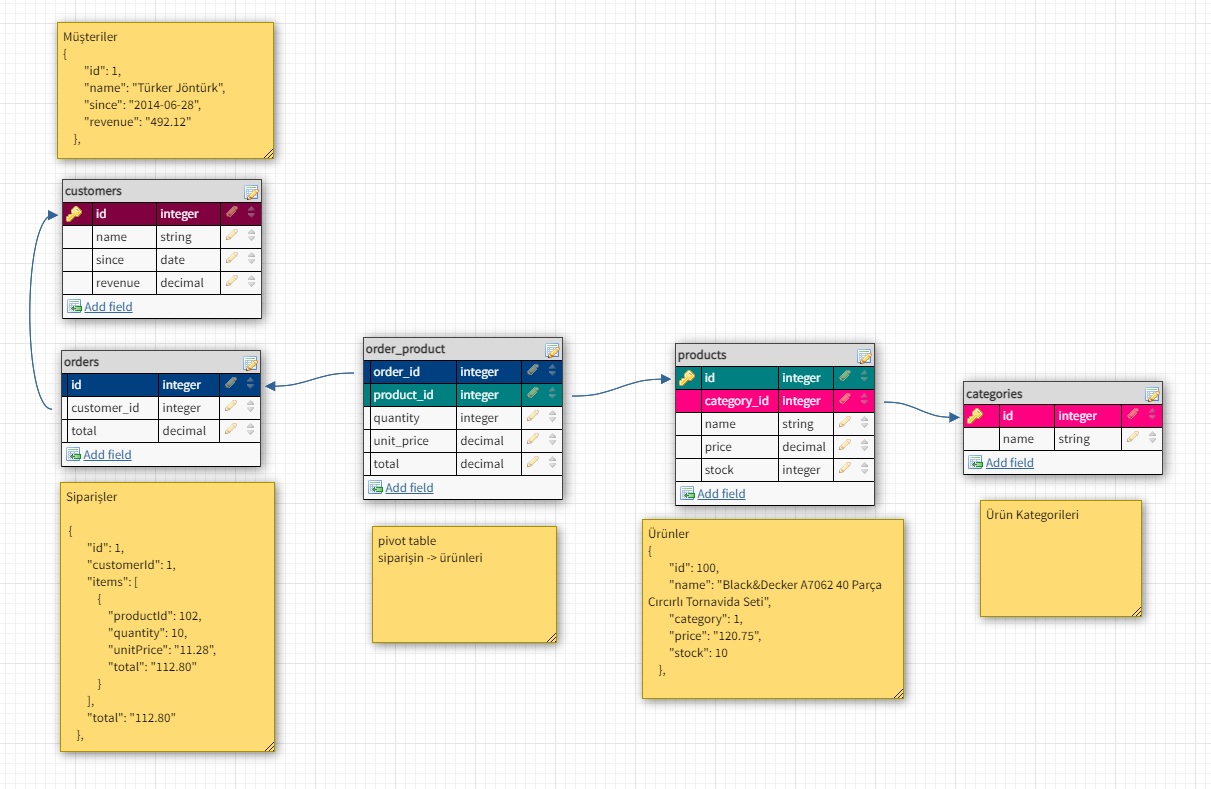 Müşteriler
{
"id": 1,
"name": "Türker Jöntürk",
"since": "2014-06-28",
"revenue": "492.12"
},
customers
id integer
name string
since date
revenue decimal
Add field
orders
id integer
customer_id integer
total decimal
Add field
Siparişler
{
"id": 1,
"customerId": 1,
"items": [
{
"productId": 102,
"quantity": 10,
"unitPrice": "11.28",
"total": "112.80"
}
],
"total": "112.80"
},
order_product
order_id integer
product_id integer
quantity integer
unit_price decimal
total decimal
Add field
pivot table
siparişin -> ürünleri
products
id integer
category_id integer
name string
price decimal
stock integer
Add field
Ürünler
{
"id": 100,
"name": "Black&Decker A7062 40 Parça
Cırcırlı Tornavida Seti",
"category": 1,
"price": "120.75",
"stock": 10
},
categories
id integer
name string
Add field
Ürün Kategorileri